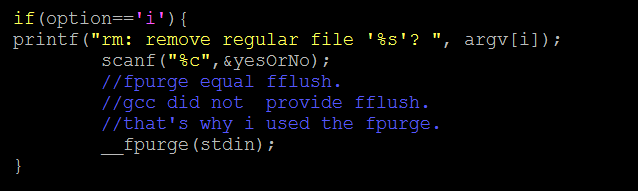 if(option=='i'){
printf("rm: remove regular file '%s'? ", argv[i]);
scanf("%c",&yesOrNo);
//fpurge equal fflush.
//gcc did not  provide fflush.
//that's why i used the fpurge.
__fpurge(stdin);
}